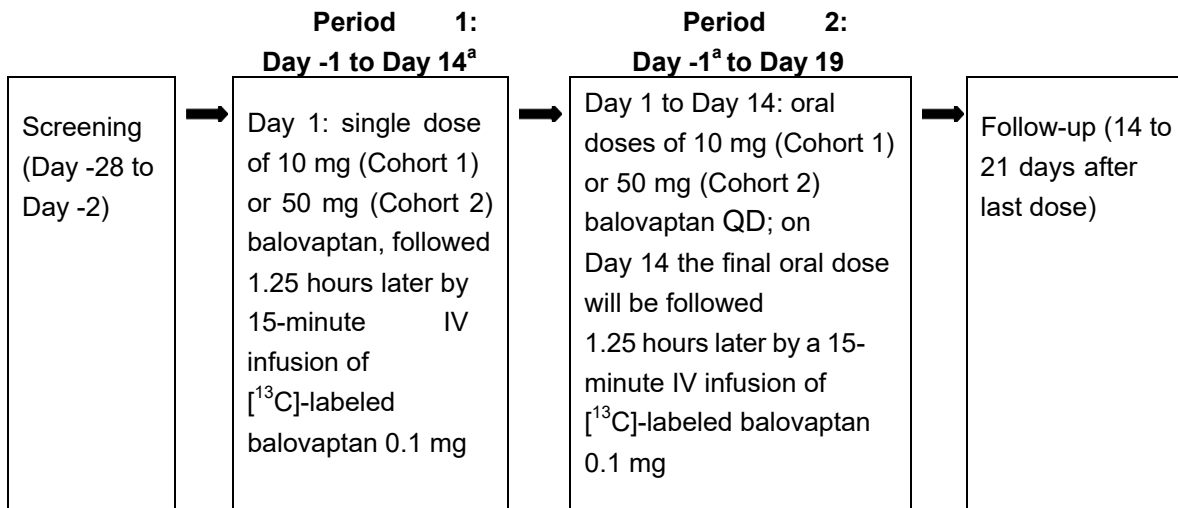 Period 1:
Day -1 to Day 14ᵃ
Period 2:
Day -1ᵃ to Day 19
Screening
(Day -28 to
Day -2)
Day 1: single dose
of 10 mg (Cohort 1)
or 50 mg (Cohort 2)
balovaptan, followed
1.25 hours later by
15-minute IV
infusion of
[¹³C]-labeled
balovaptan 0.1 mg
Day 1 to Day 14: oral
doses of 10 mg (Cohort 1)
or 50 mg (Cohort 2)
balovaptan QD; on
Day 14 the final oral dose
will be followed
1.25 hours later by a 15-
minute IV infusion of
[¹³C]-labeled balovaptan
0.1 mg
Follow-up (14 to
21 days after
last dose)